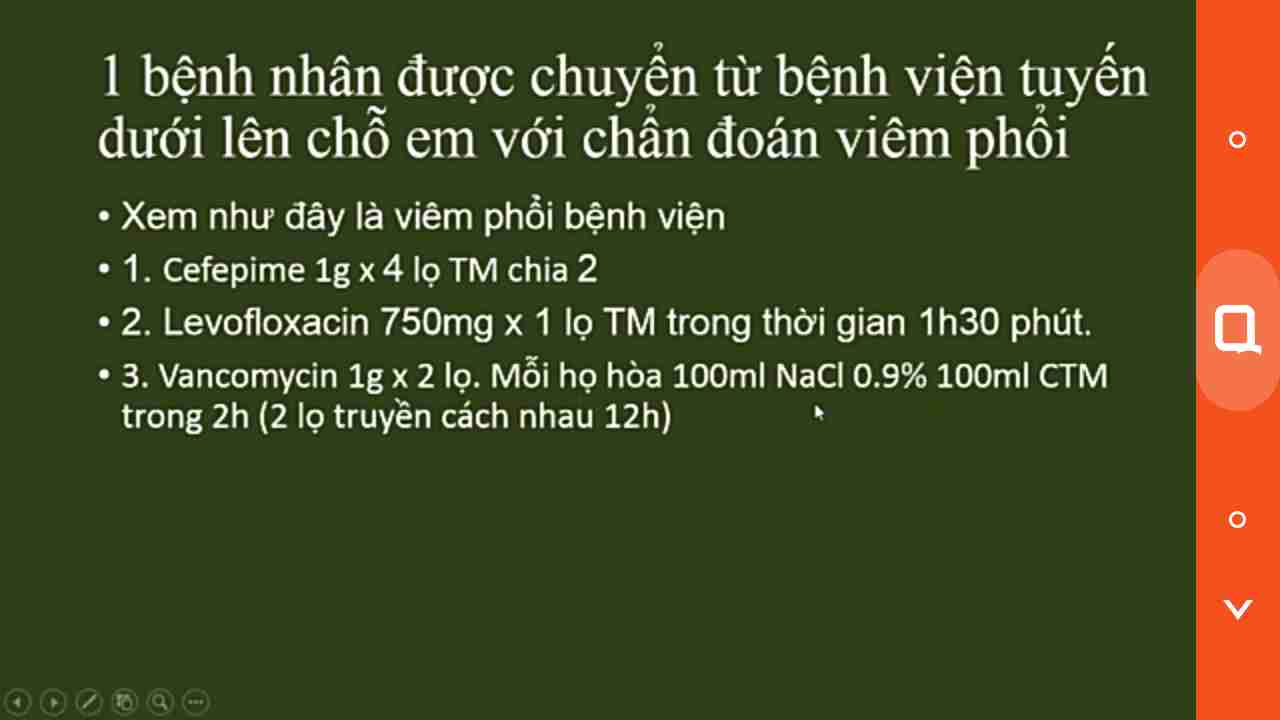 1 bệnh nhân được chuyển từ bệnh viện tuyến
dưới lên chỗ em với chẩn đoán viêm phổi
• Xem như đây là viêm phổi bệnh viện
• 1. Cefepime 1g x 4 lọ TM chia 2
• 2. Levofloxacin 750mg x 1 lọ TM trong thời gian 1h30 phút.
• 3. Vancomycin 1g x 2 lọ. Mỗi họ hòa 100ml NaCl 0.9% 100ml CTM
trong 2h (2 lọ truyền cách nhau 12h)